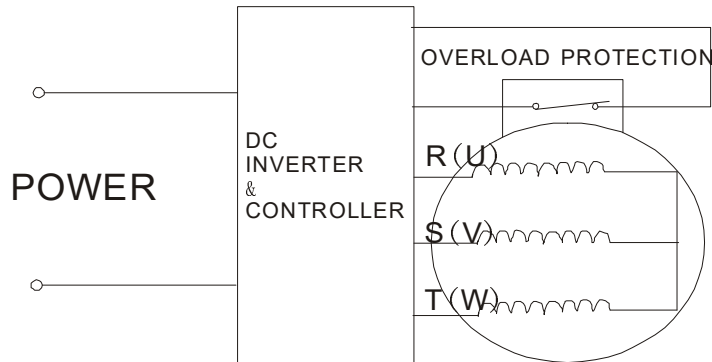 OVERLOAD PROTECTION
DC
INVERTER
&
CONTROLLER
POWER
R(U)
S(V)
T(W)